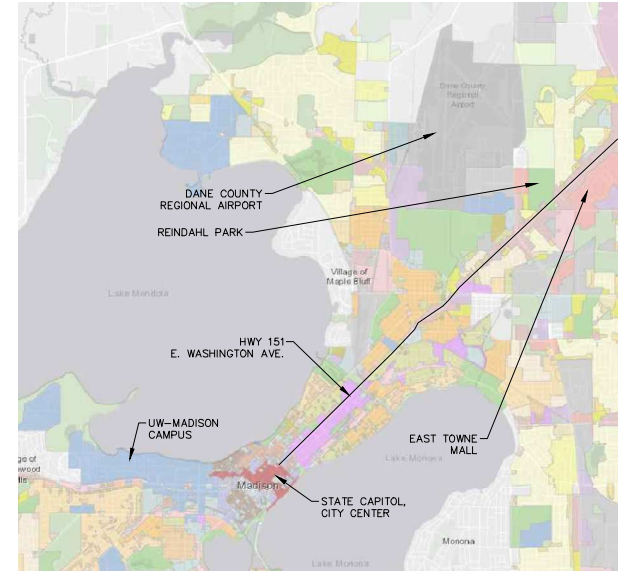 Dane County
Regional
Airport
DANE COUNTY
REGIONAL AIRPORT
REINDAHL PARK
Village of
Maple Bluff
Lake Mendota
HWY 151
E. WASHINGTON AVE.
UW-MADISON
CAMPUS
EAST TOWNE
MALL
Lake Monona
Madison
STATE CAPITOL,
CITY CENTER
Monona
Lake Monona